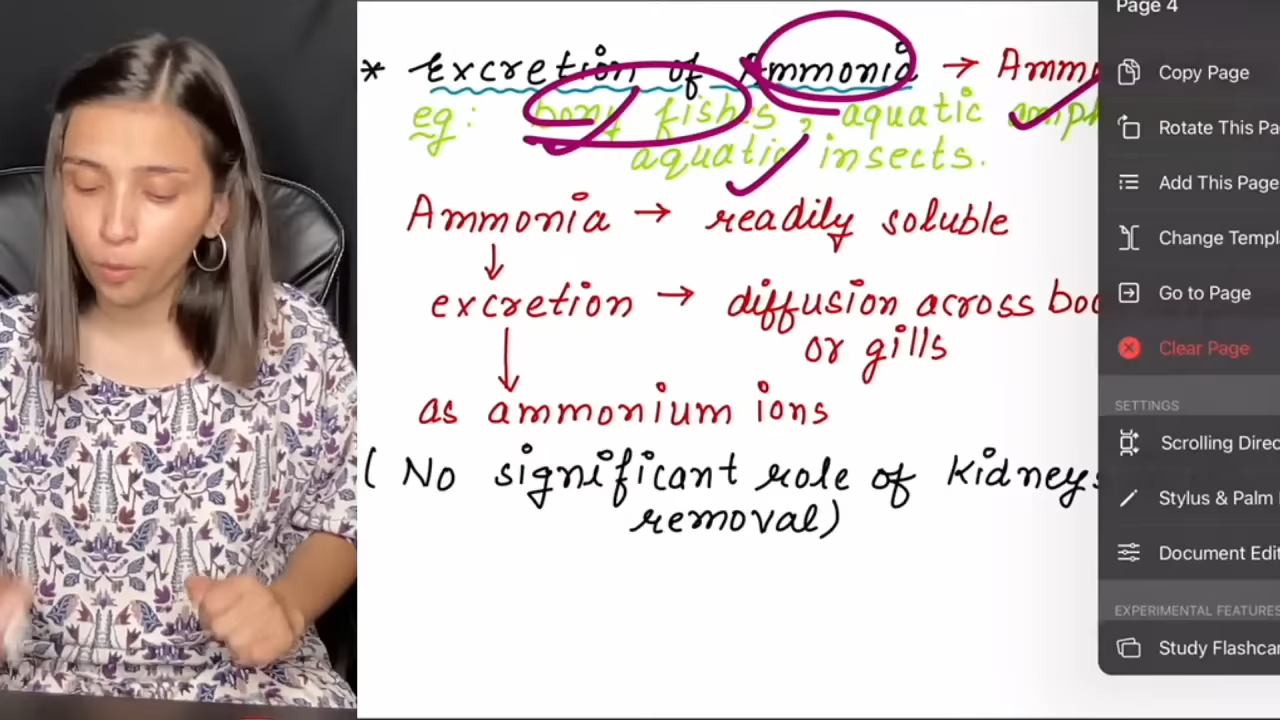 * Excretion of Ammonia → Amm
eg: bony fishes, aquatic amph
aquatic insects.
Ammonia → readily soluble
↓
excretion → diffusion across bo
or gills
↓
as ammonium ions
( No significant role of kidneys
removal)
Page 4
Copy Page
Rotate This Pa
Add This Page
Change Templ
Go to Page
Clear Page
SETTINGS
Scrolling Direc
Stylus & Palm
Document Edit
EXPERIMENTAL FEATURES
Study Flashcar